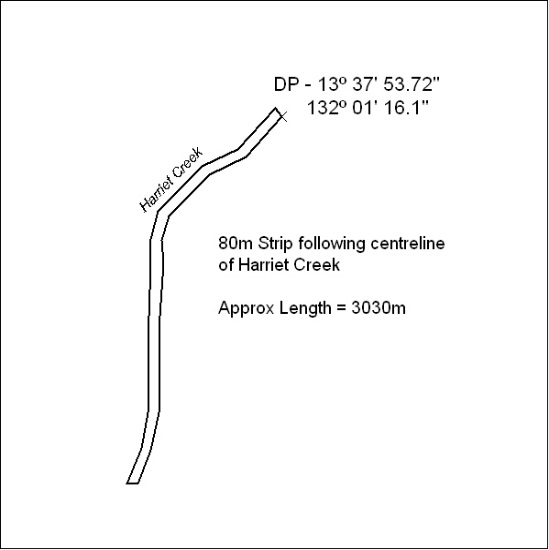 DP - 13º 37' 53.72"
132º 01' 16.1"
Harriet Creek
80m Strip following centreline
of Harriet Creek
Approx Length = 3030m